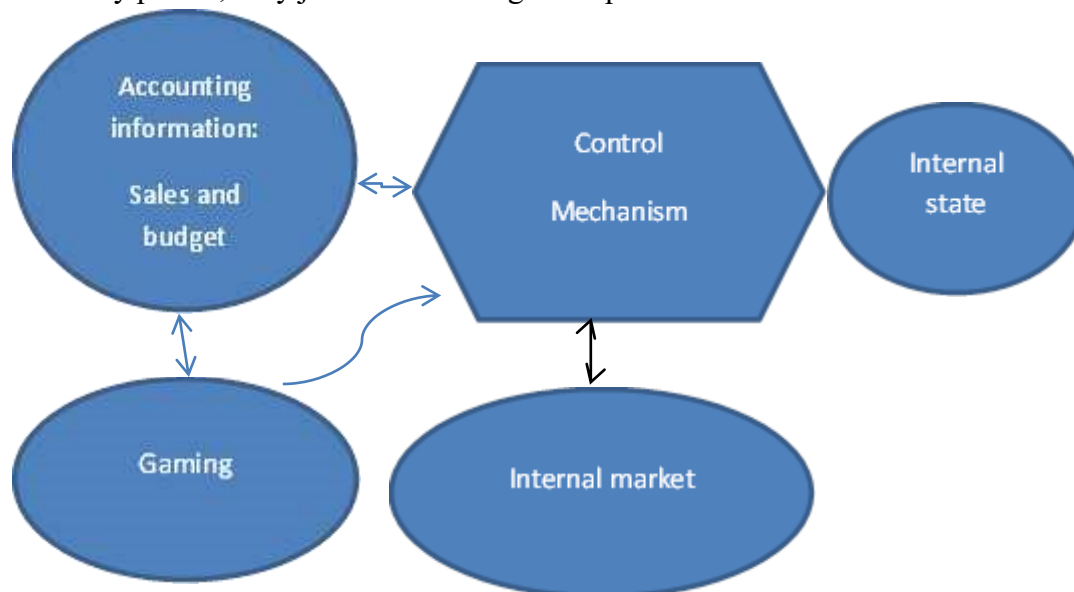 Accounting
information:
Sales and
budget
Control
Mechanism
Internal
state
Gaming
Internal market